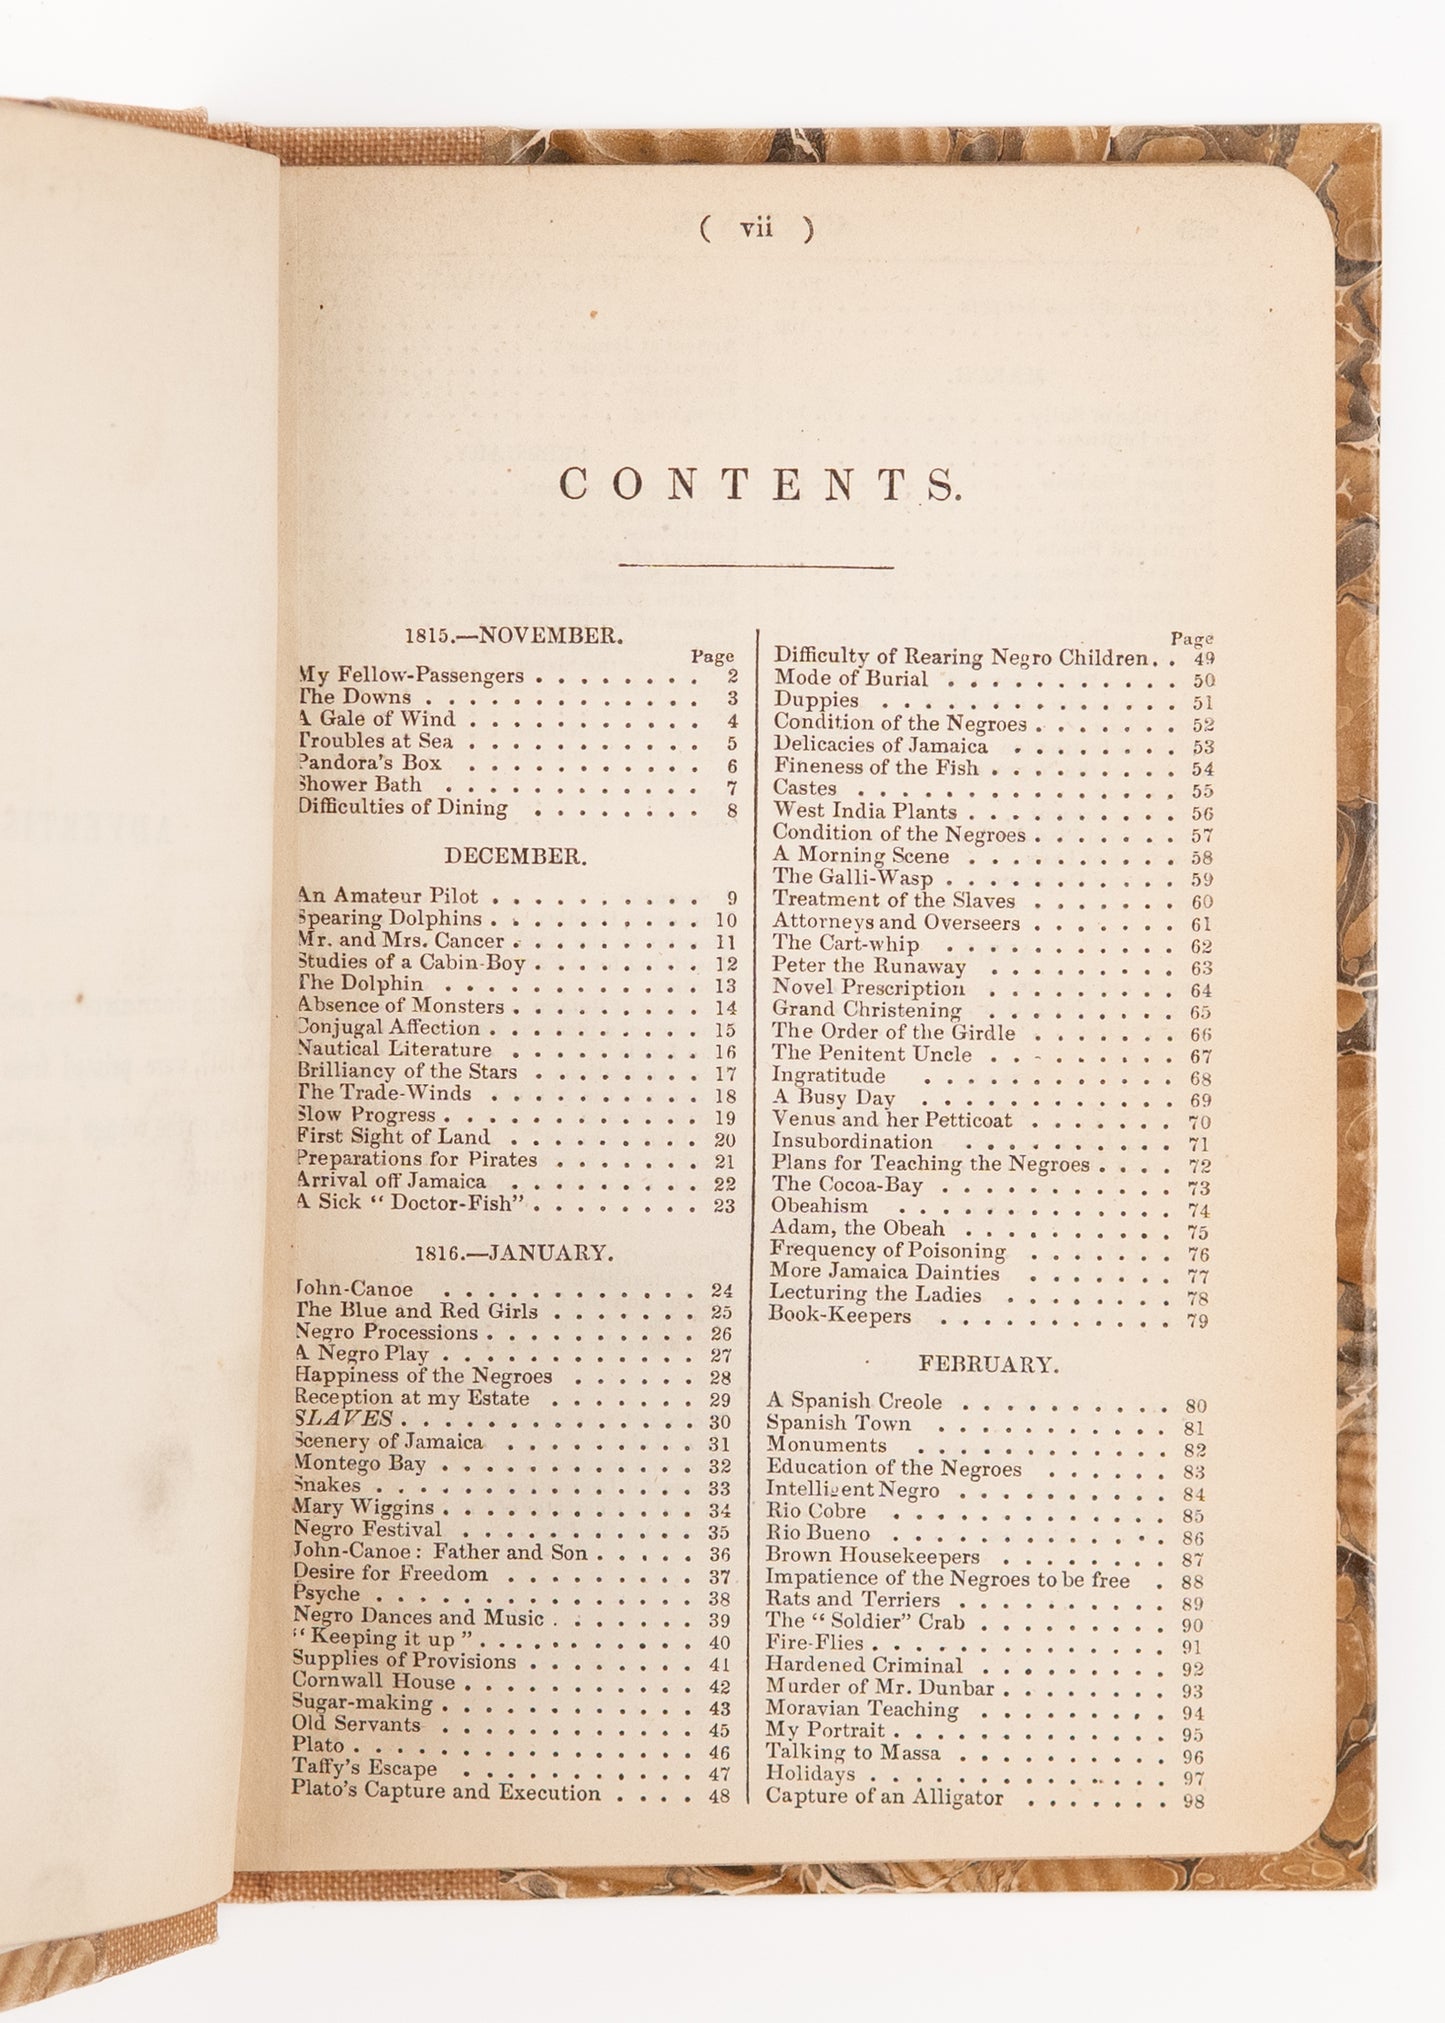 ( vii )
CONTENTS.
1815.—NOVEMBER.
Page
My Fellow-Passengers . . . . . . . . 2
The Downs . . . . . . . . . . . . . 3
A Gale of Wind . . . . . . . . . . . 4
Troubles at Sea . . . . . . . . . . . 5
Pandora's Box . . . . . . . . . . . 6
Shower Bath . . . . . . . . . . . . 7
Difficulties of Dining . . . . . . . . 8
DECEMBER.
An Amateur Pilot . . . . . . . . . . 9
Spearing Dolphins . . . . . . . . . . 10
Mr. and Mrs. Cancer . . . . . . . . . 11
Studies of a Cabin-Boy . . . . . . . . 12
The Dolphin . . . . . . . . . . . . 13
Absence of Monsters . . . . . . . . . 14
Conjugal Affection . . . . . . . . . . 15
Nautical Literature . . . . . . . . . 16
Brilliancy of the Stars . . . . . . . . 17
The Trade-Winds . . . . . . . . . . 18
Slow Progress . . . . . . . . . . . . 19
First Sight of Land . . . . . . . . . 20
Preparations for Pirates . . . . . . . 21
Arrival off Jamaica . . . . . . . . . 22
A Sick “ Doctor-Fish” . . . . . . . . 23
1816.—JANUARY.
John-Canoe . . . . . . . . . . . . 24
The Blue and Red Girls . . . . . . . 25
Negro Processions . . . . . . . . . . 26
A Negro Play . . . . . . . . . . . . 27
Happiness of the Negroes . . . . . . 28
Reception at my Estate . . . . . . . 29
SLAVES . . . . . . . . . . . . . . 30
Scenery of Jamaica . . . . . . . . . 31
Montego Bay . . . . . . . . . . . . 32
Snakes . . . . . . . . . . . . . . . 33
Mary Wiggins . . . . . . . . . . . . 34
Negro Festival . . . . . . . . . . . 35
John-Canoe: Father and Son . . . . . 36
Desire for Freedom . . . . . . . . . 37
Psyche . . . . . . . . . . . . . . . 38
Negro Dances and Music . . . . . . . 39
“ Keeping it up ” . . . . . . . . . . 40
Supplies of Provisions . . . . . . . . 41
Cornwall House . . . . . . . . . . . 42
Sugar-making . . . . . . . . . . . . 43
Old Servants . . . . . . . . . . . . 45
Plato . . . . . . . . . . . . . . . . 46
Taffy's Escape . . . . . . . . . . . 47
Plato's Capture and Execution . . . . 48
Page
Difficulty of Rearing Negro Children . . 49
Mode of Burial . . . . . . . . . . . 50
Duppies . . . . . . . . . . . . . . 51
Condition of the Negroes . . . . . . . 52
Delicacies of Jamaica . . . . . . . . 53
Fineness of the Fish . . . . . . . . . 54
Castes . . . . . . . . . . . . . . . 55
West India Plants . . . . . . . . . . 56
Condition of the Negroes . . . . . . . 57
A Morning Scene . . . . . . . . . . 58
The Galli-Wasp . . . . . . . . . . . 59
Treatment of the Slaves . . . . . . . 60
Attorneys and Overseers . . . . . . . 61
The Cart-whip . . . . . . . . . . . 62
Peter the Runaway . . . . . . . . . 63
Novel Prescription . . . . . . . . . 64
Grand Christening . . . . . . . . . 65
The Order of the Girdle . . . . . . . 66
The Penitent Uncle . . . . . . . . . 67
Ingratitude . . . . . . . . . . . . 68
A Busy Day . . . . . . . . . . . . 69
Venus and her Petticoat . . . . . . . 70
Insubordination . . . . . . . . . . 71
Plans for Teaching the Negroes . . . . 72
The Cocoa-Bay . . . . . . . . . . . 73
Obeahism . . . . . . . . . . . . . 74
Adam, the Obeah . . . . . . . . . . 75
Frequency of Poisoning . . . . . . . 76
More Jamaica Dainties . . . . . . . 77
Lecturing the Ladies . . . . . . . . 78
Book-Keepers . . . . . . . . . . . 79
FEBRUARY.
A Spanish Creole . . . . . . . . . . 80
Spanish Town . . . . . . . . . . . 81
Monuments . . . . . . . . . . . . 82
Education of the Negroes . . . . . . 83
Intelligent Negro . . . . . . . . . . 84
Rio Cobre . . . . . . . . . . . . . 85
Rio Bueno . . . . . . . . . . . . . 86
Brown Housekeepers . . . . . . . . 87
Impatience of the Negroes to be free . 88
Rats and Terriers . . . . . . . . . . 89
The “ Soldier” Crab . . . . . . . . . 90
Fire-Flies . . . . . . . . . . . . . . 91
Hardened Criminal . . . . . . . . . 92
Murder of Mr. Dunbar . . . . . . . . 93
Moravian Teaching . . . . . . . . . 94
My Portrait . . . . . . . . . . . . . 95
Talking to Massa . . . . . . . . . . 96
Holidays . . . . . . . . . . . . . . 97
Capture of an Alligator . . . . . . . 98